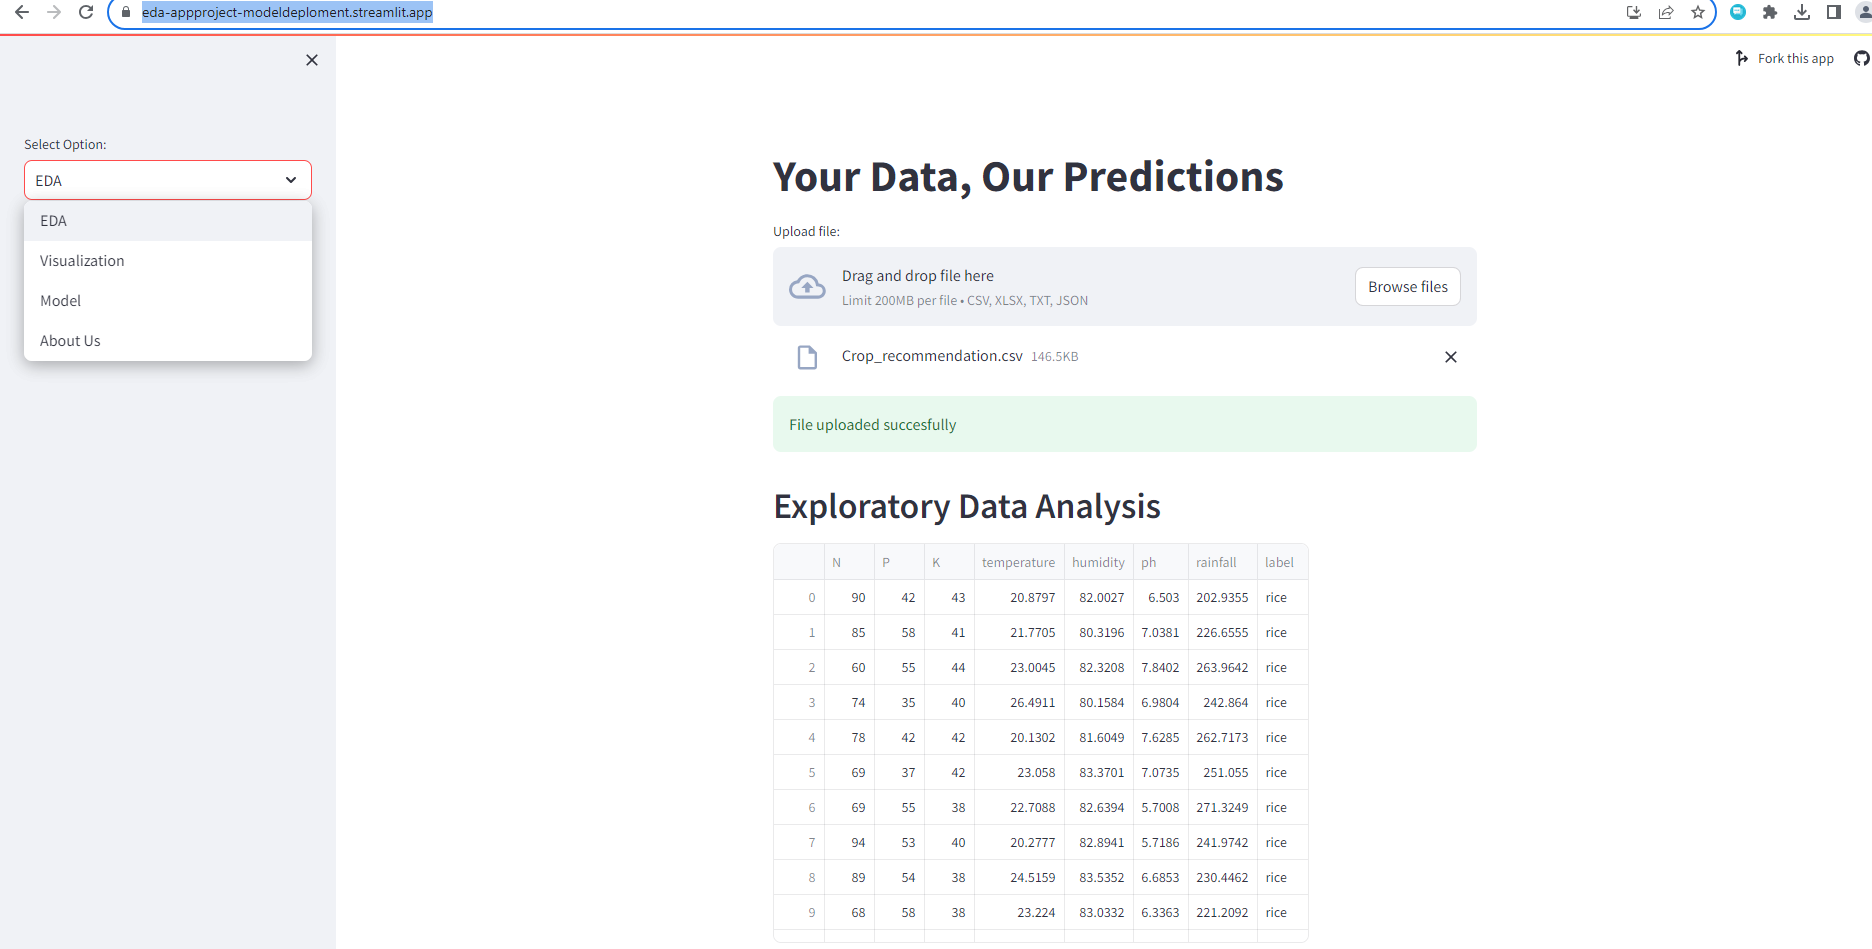 eda-appproject-modeldeploment.streamlit.app
Fork this app
Select Option:
EDA
EDA
Visualization
Model
About Us
Your Data, Our Predictions
Upload file:
Drag and drop file here
Limit 200MB per file • CSV, XLSX, TXT, JSON
Browse files
Crop_recommendation.csv 146.5KB
File uploaded succesfully
Exploratory Data Analysis
N P K temperature humidity ph rainfall label
0 90 42 43 20.8797 82.0027 6.503 202.9355 rice
1 85 58 41 21.7705 80.3196 7.0381 226.6555 rice
2 60 55 44 23.0045 82.3208 7.8402 263.9642 rice
3 74 35 40 26.4911 80.1584 6.9804 242.864 rice
4 78 42 42 20.1302 81.6049 7.6285 262.7173 rice
5 69 37 42 23.058 83.3701 7.0735 251.055 rice
6 69 55 38 22.7088 82.6394 5.7008 271.3249 rice
7 94 53 40 20.2777 82.8941 5.7186 241.9742 rice
8 89 54 38 24.5159 83.5352 6.6853 230.4462 rice
9 68 58 38 23.224 83.0332 6.3363 221.2092 rice